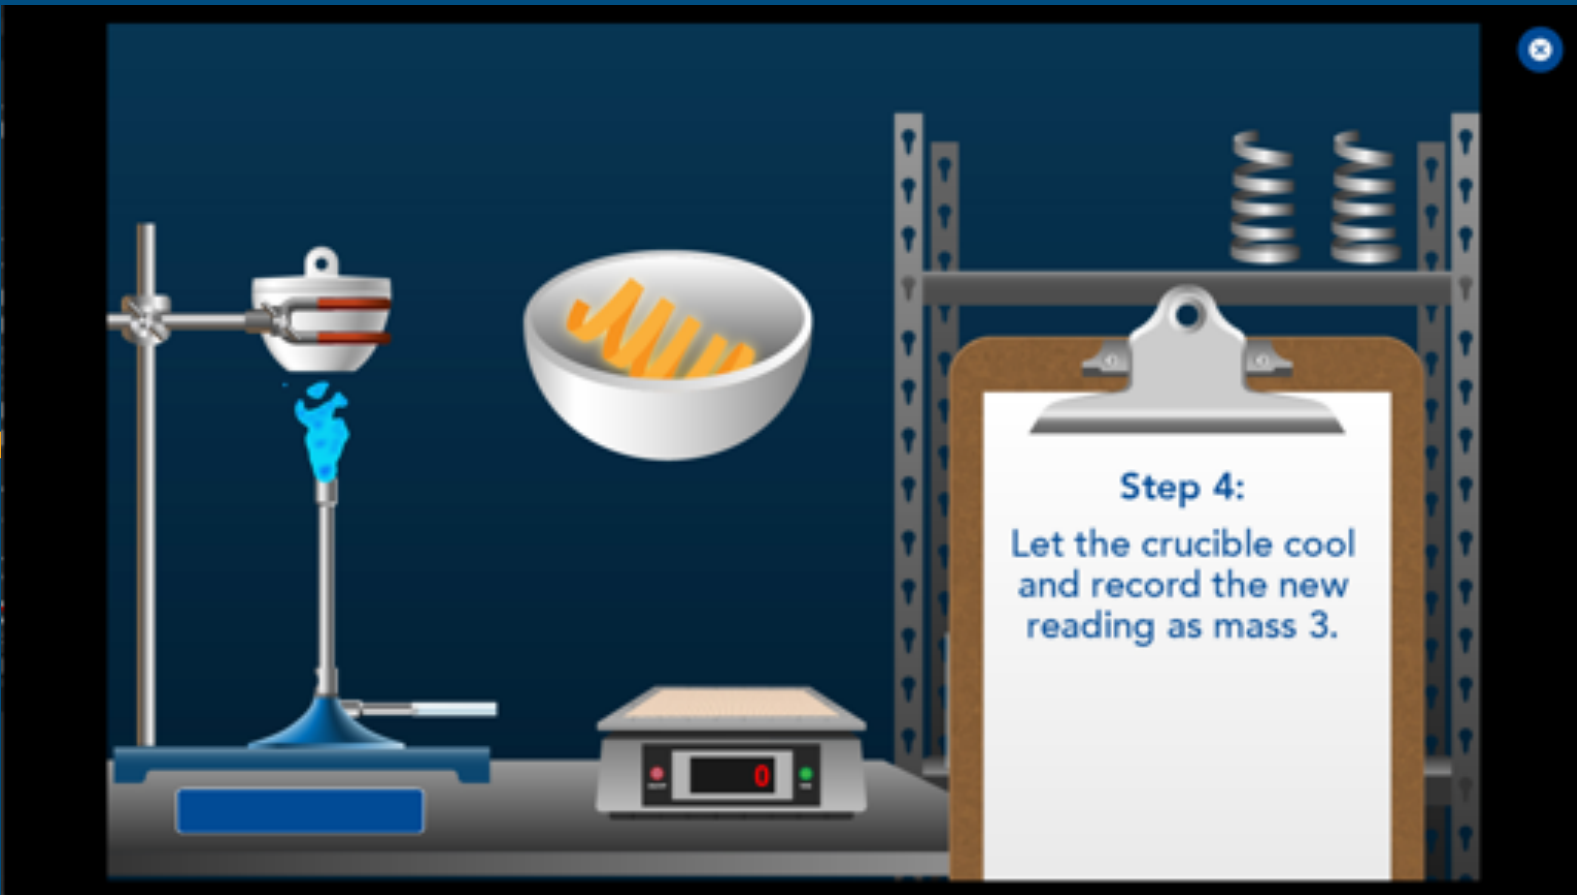 Step 4:
Let the crucible cool
and record the new
reading as mass 3.
0